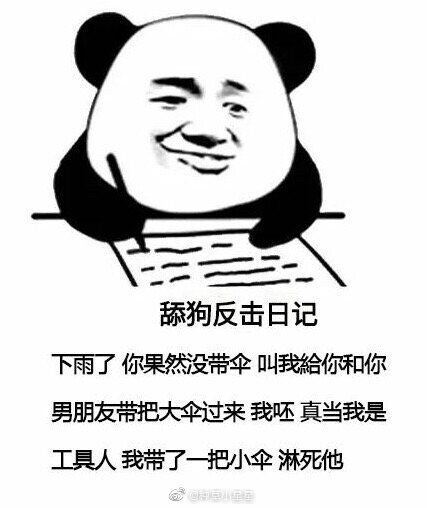 舔狗反击日记
下雨了 你果然没带伞 叫我給你和你
男朋友带把大伞过来 我呸 真当我是
工具人 我带了一把小伞 淋死他